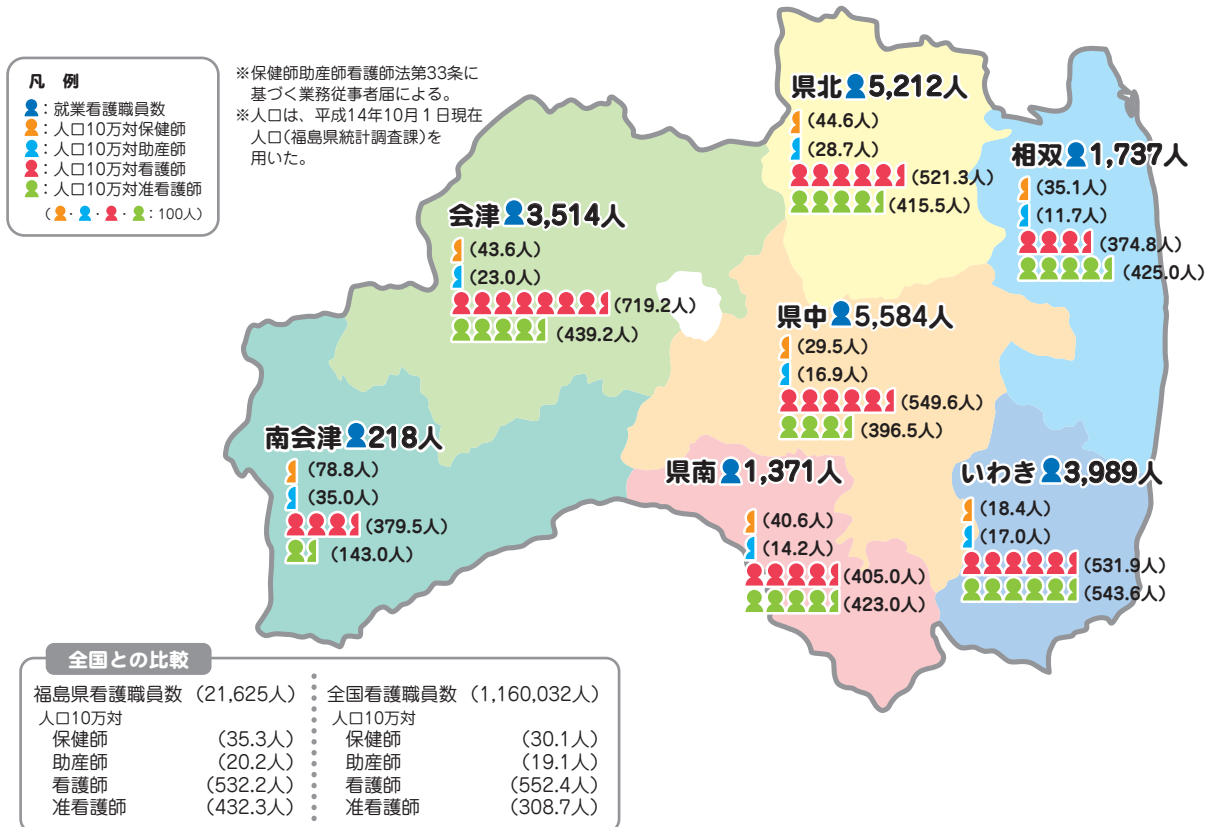 凡 例
：就業看護職員数
：人口10万対保健師
：人口10万対助産師
：人口10万対看護師
：人口10万対准看護師
（・・・：100人）
※保健師助産師看護師法第33条に
基づく業務従事者届による。
※人口は、平成14年10月1日現在
人口（福島県統計調査課）を
用いた。
県北5,212人
（44.6人）
（28.7人）
（521.3人）
（415.5人）
相双1,737人
（35.1人）
（11.7人）
（374.8人）
（425.0人）
会津3,514人
（43.6人）
（23.0人）
（719.2人）
（439.2人）
県中5,584人
（29.5人）
（16.9人）
（549.6人）
（396.5人）
南会津218人
（78.8人）
（35.0人）
（379.5人）
（143.0人）
県南1,371人
（40.6人）
（14.2人）
（405.0人）
（423.0人）
いわき3,989人
（18.4人）
（17.0人）
（531.9人）
（543.6人）
全国との比較
福島県看護職員数（21,625人）
人口10万対
保健師（35.3人）
助産師（20.2人）
看護師（532.2人）
准看護師（432.3人）
全国看護職員数（1,160,032人）
人口10万対
保健師（30.1人）
助産師（19.1人）
看護師（552.4人）
准看護師（308.7人）